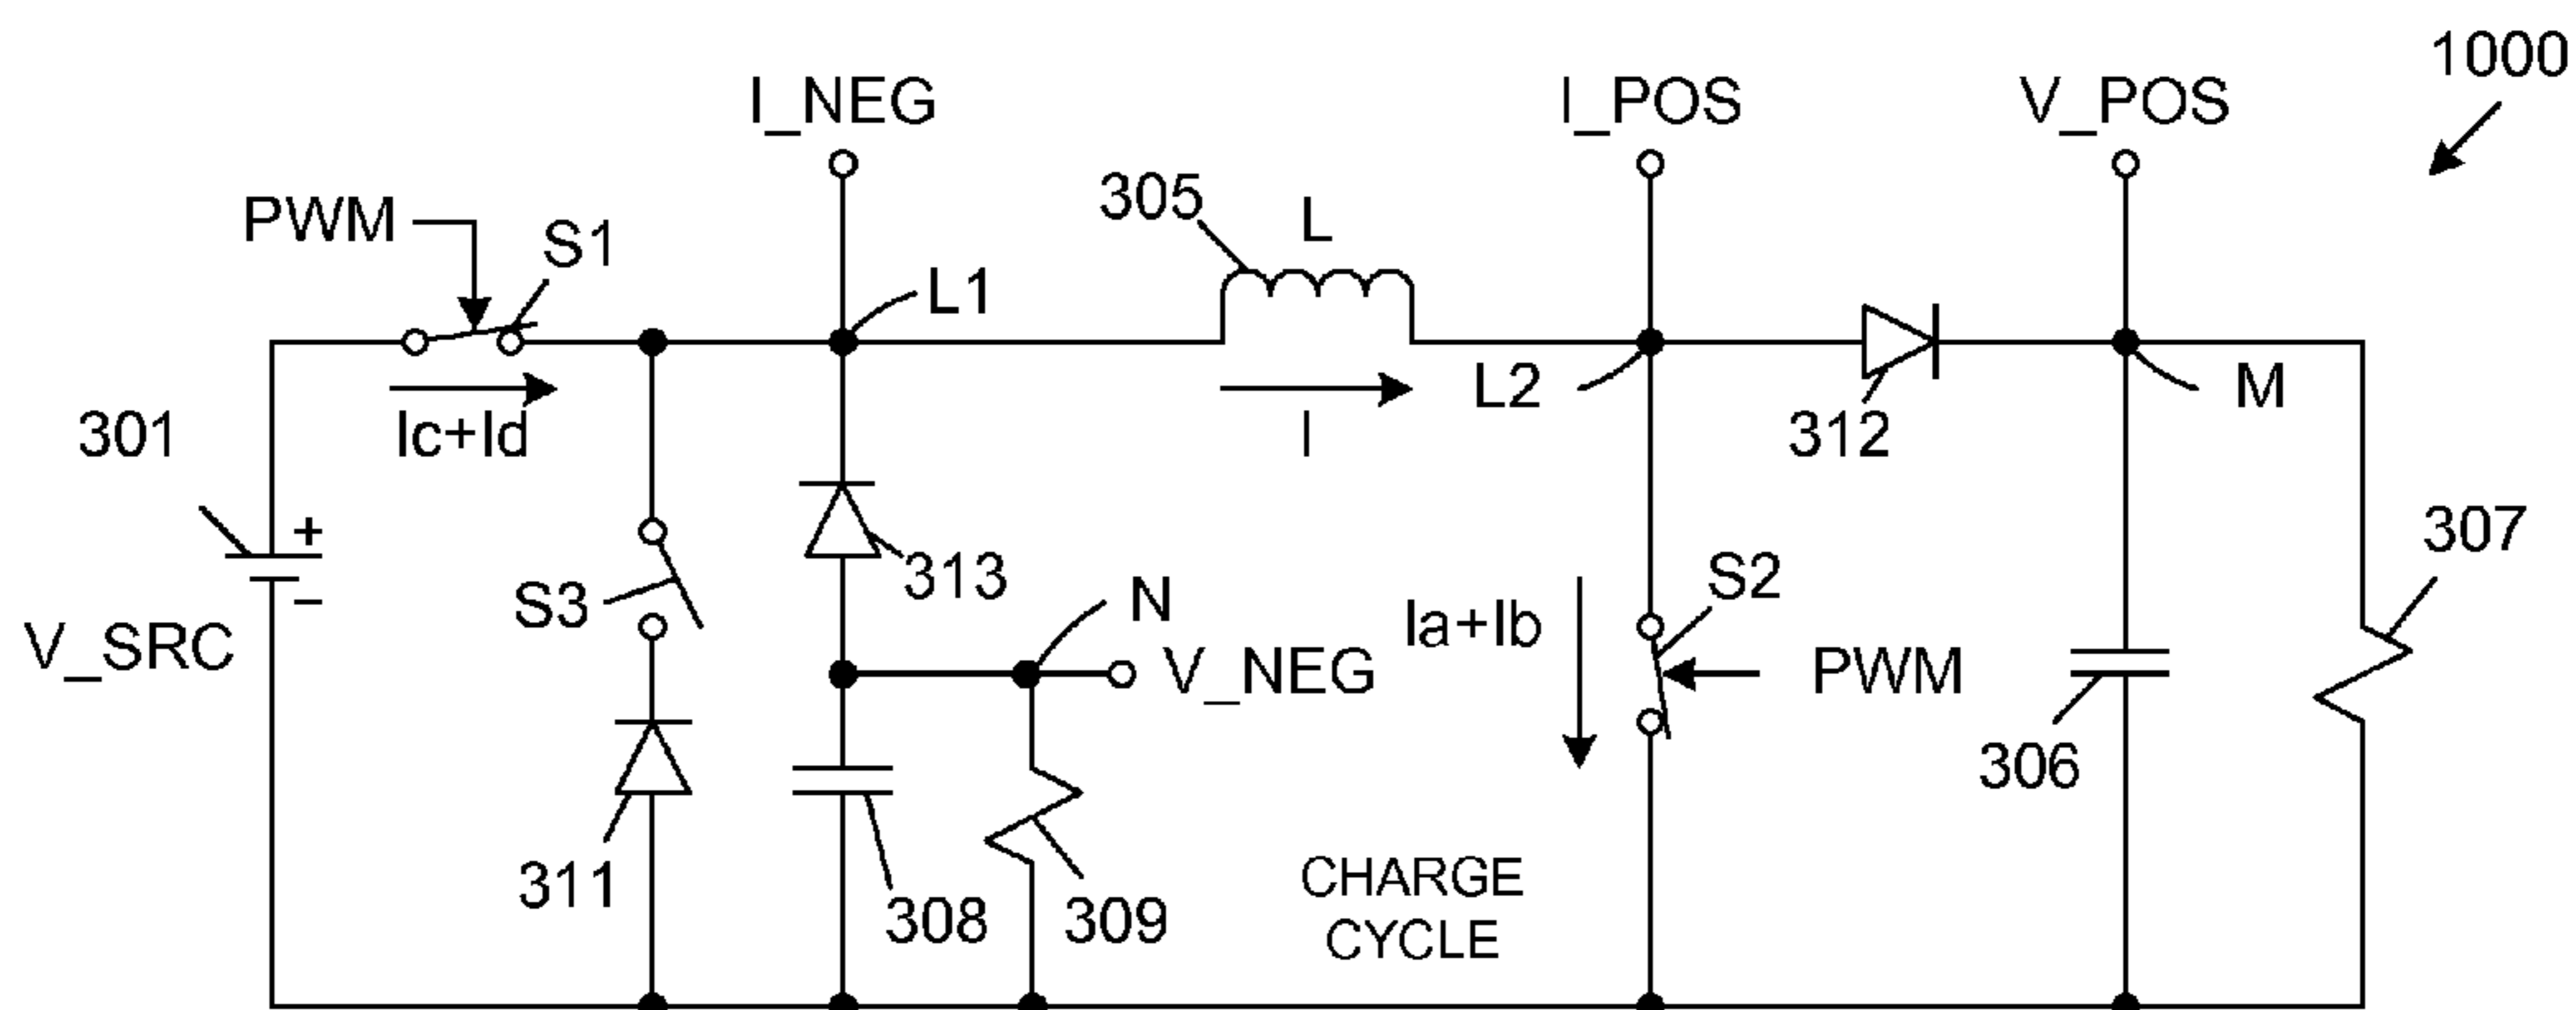 1000
I_NEG
I_POS
V_POS
305
L
PWM
S1
L1
L2
M
301
Ic+Id
I
312
+
−
V_SRC
S3
313
N
V_NEG
Ia+Ib
S2
PWM
307
306
311
308
309
CHARGE
CYCLE